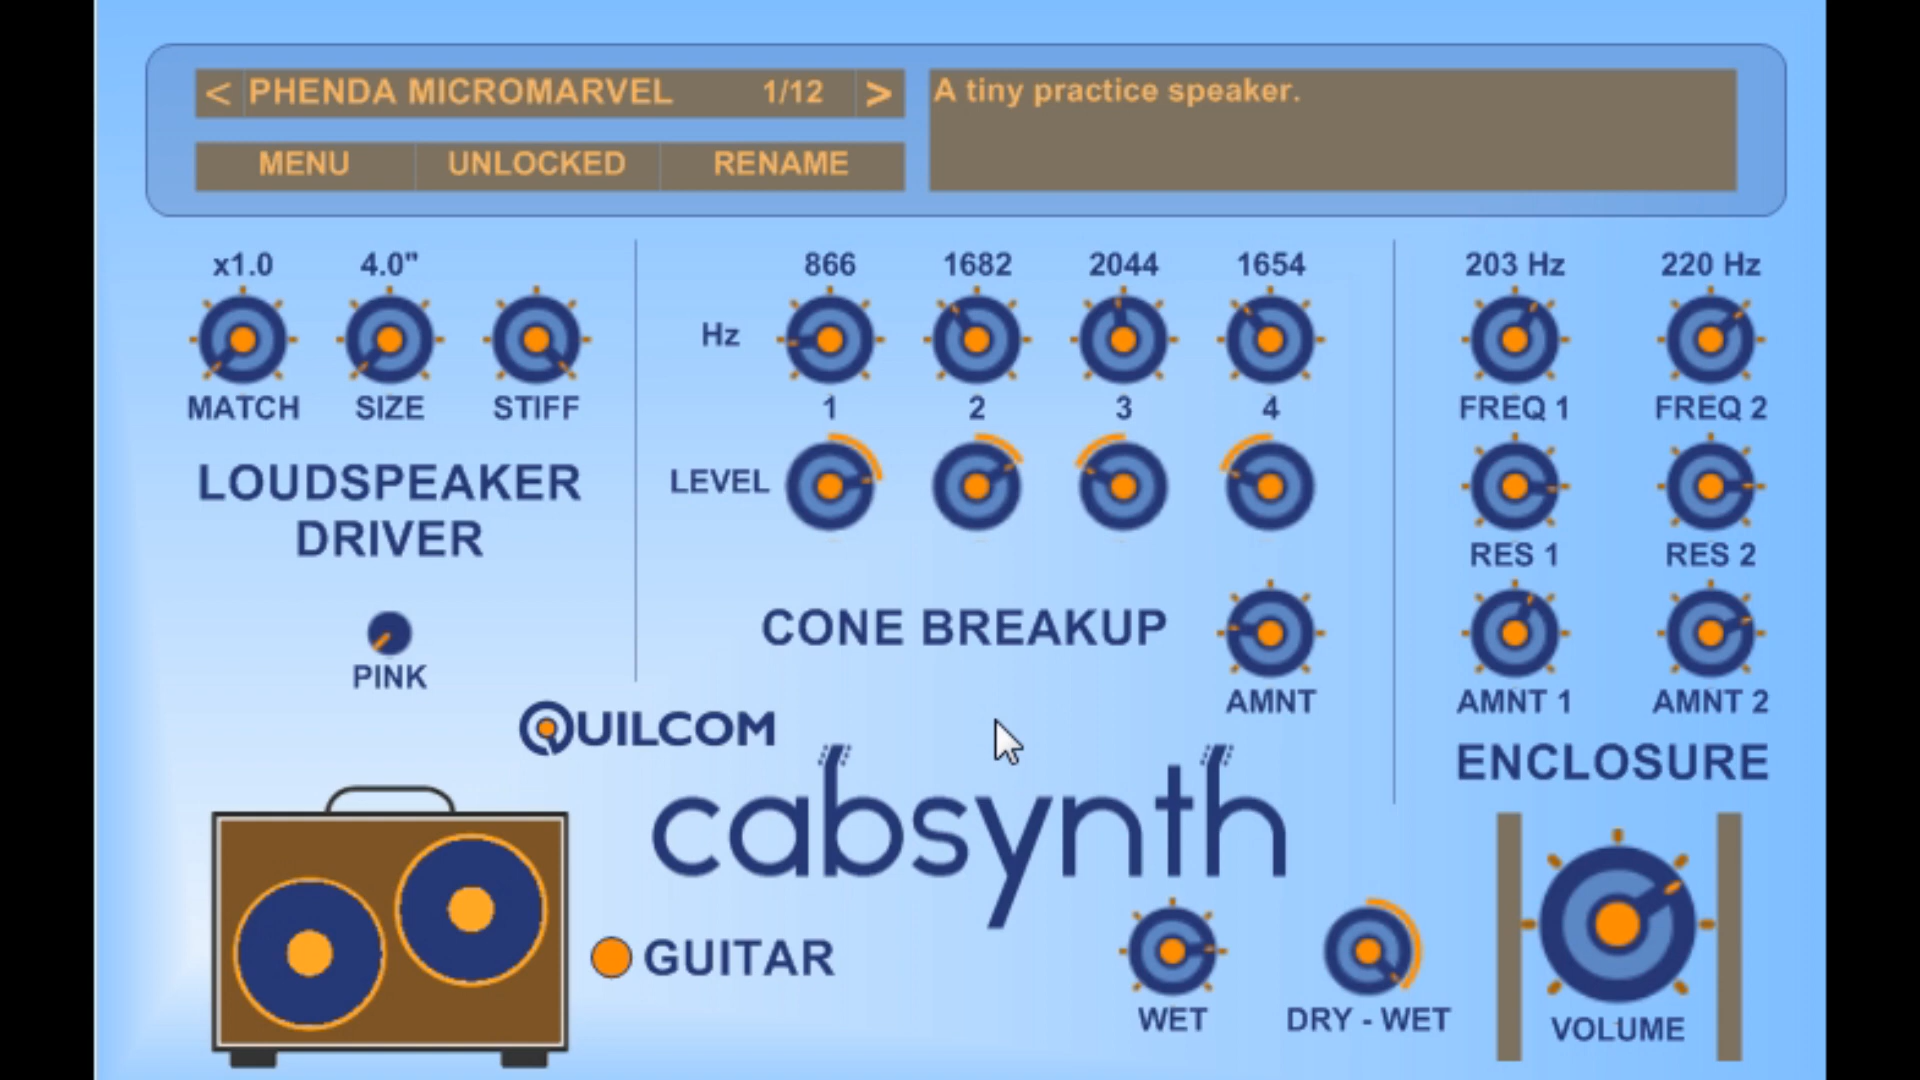 < PHENDA MICROMARVEL 1/12 >
A tiny practice speaker.
MENU UNLOCKED RENAME
x1.0 4.0"
MATCH SIZE STIFF
LOUDSPEAKER
DRIVER
PINK
866 1682 2044 1654
Hz
1 2 3 4
LEVEL
CONE BREAKUP
AMNT
203 Hz 220 Hz
FREQ 1 FREQ 2
RES 1 RES 2
AMNT 1 AMNT 2
ENCLOSURE
QUILCOM
cabsynth
GUITAR
WET DRY - WET
VOLUME